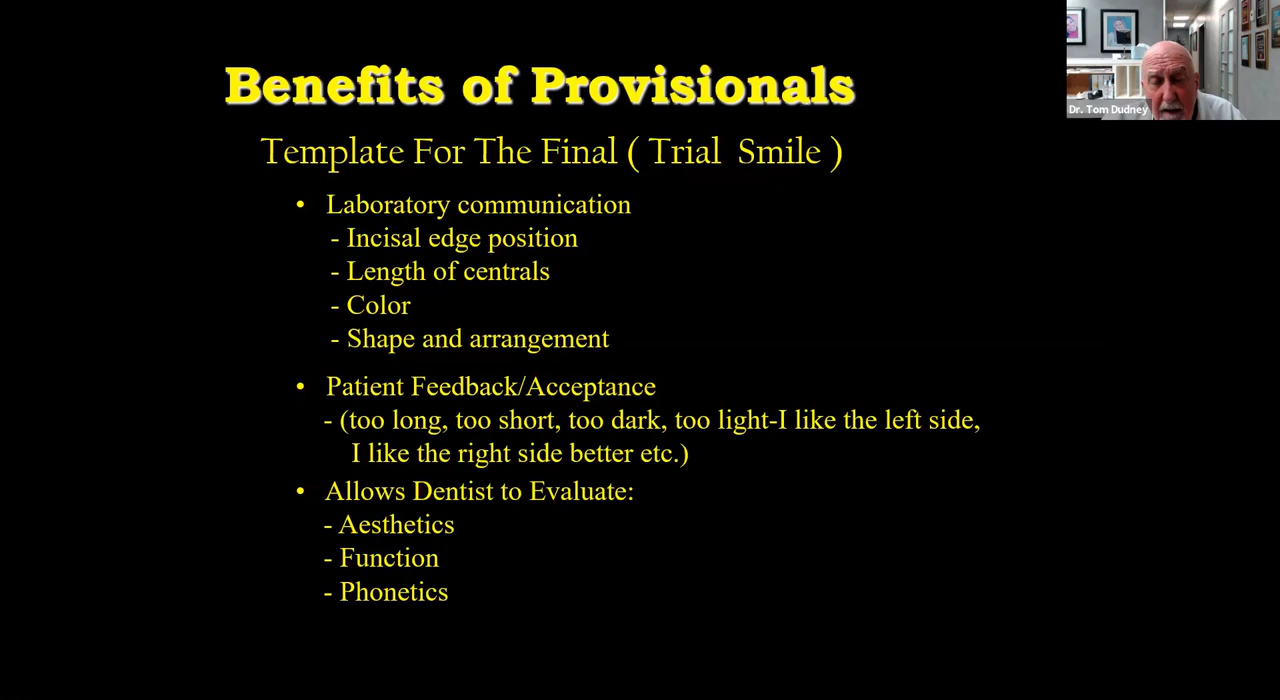 Benefits of Provisionals
Template For The Final ( Trial Smile )
• Laboratory communication
- Incisal edge position
- Length of centrals
- Color
- Shape and arrangement
• Patient Feedback/Acceptance
- (too long, too short, too dark, too light-I like the left side,
I like the right side better etc.)
• Allows Dentist to Evaluate:
- Aesthetics
- Function
- Phonetics
Dr. Tom Dudney